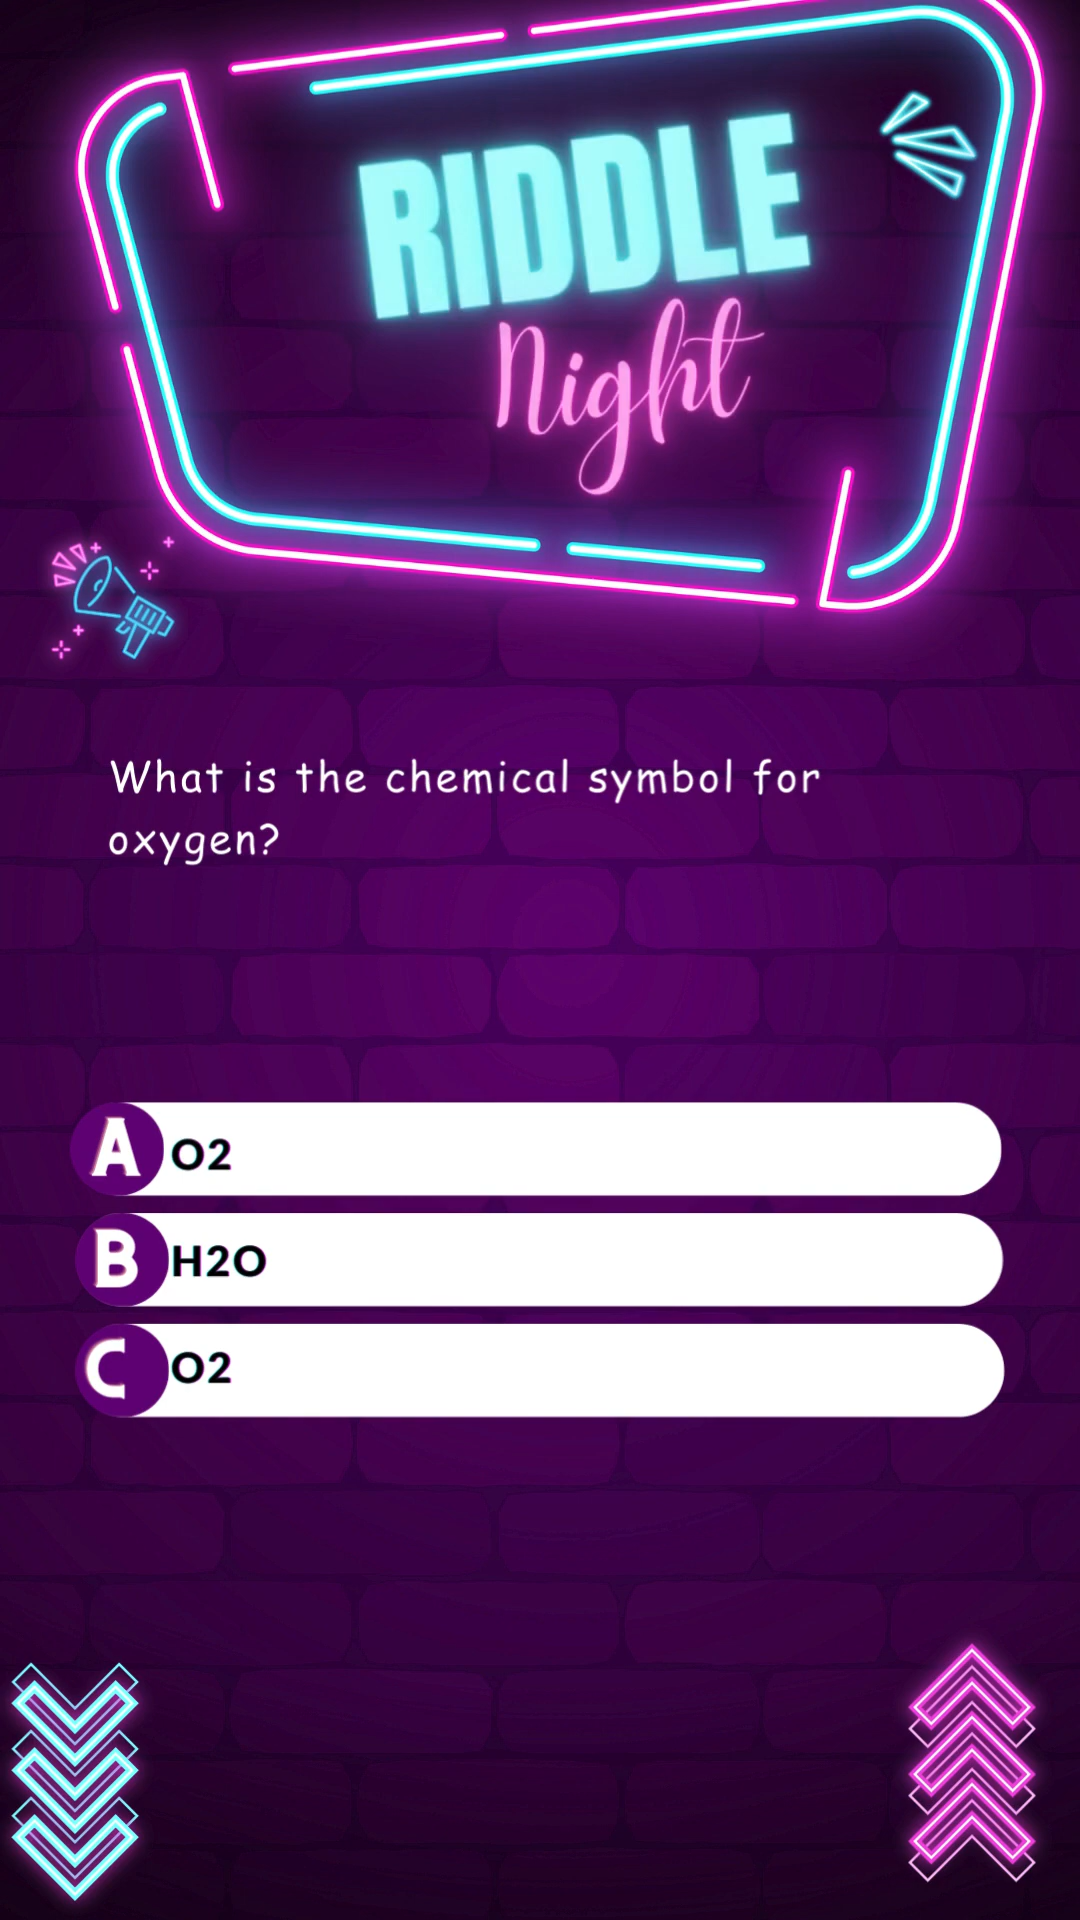 RIDDLE
Night
What is the chemical symbol for
oxygen?
A O2
B H2O
C O2